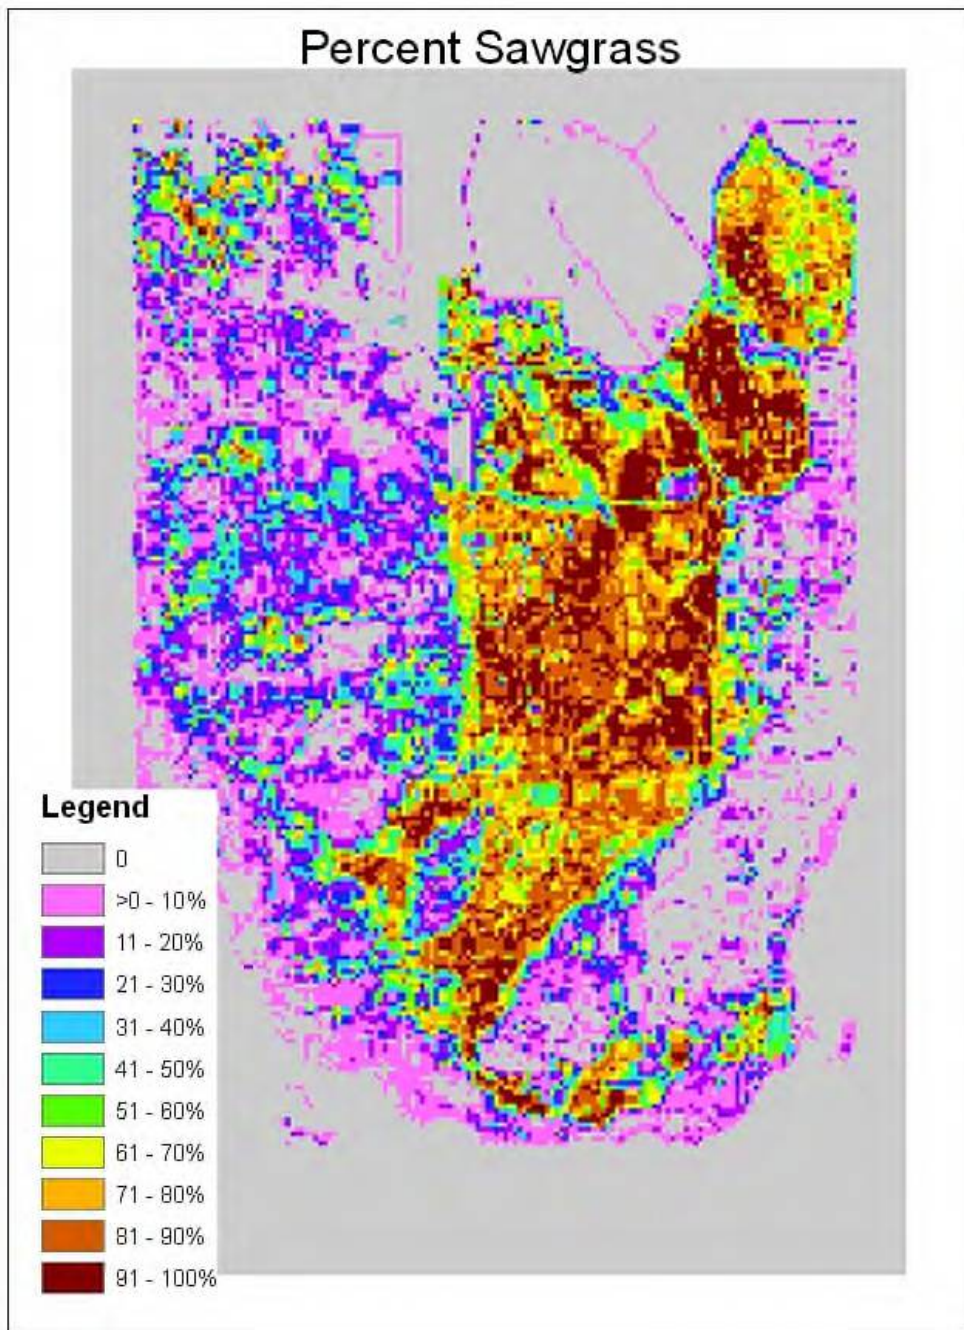 Percent Sawgrass
Legend
0
>0 - 10%
11 - 20%
21 - 30%
31 - 40%
41 - 50%
51 - 60%
61 - 70%
71 - 80%
81 - 90%
91 - 100%